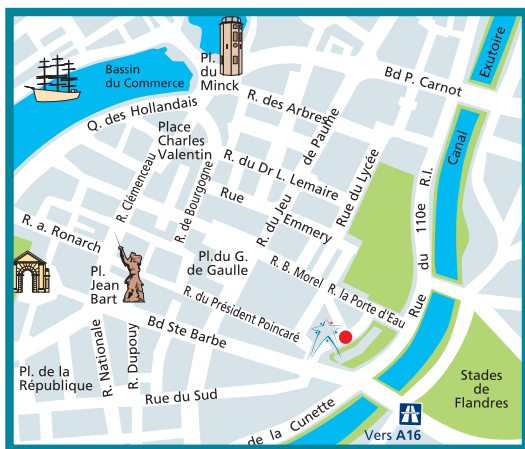 Exutoire
Bassin
du Commerce
Pl.
du
Minck
Bd P. Carnot
Q. des Hollandais
R. des Arbres
Place
Charles
Valentin
R. du Jeu de Paume
Canal
R. Clémenceau
R. de Bourgogne
R. du Dr L. Lemaire
Rue du Lycée
Rue Emmery
Rue du 110e R.I.
R. a. Ronarch
Pl.du G.
de Gaulle
R. B. Morel
R. la Porte d'Eau
Pl.
Jean
Bart
R. du Président Poincaré
Bd Ste Barbe
R. Nationale
R. Dupouy
Pl. de la
République
Rue du Sud
Stades
de
Flandres
de la Cunette
Vers A16